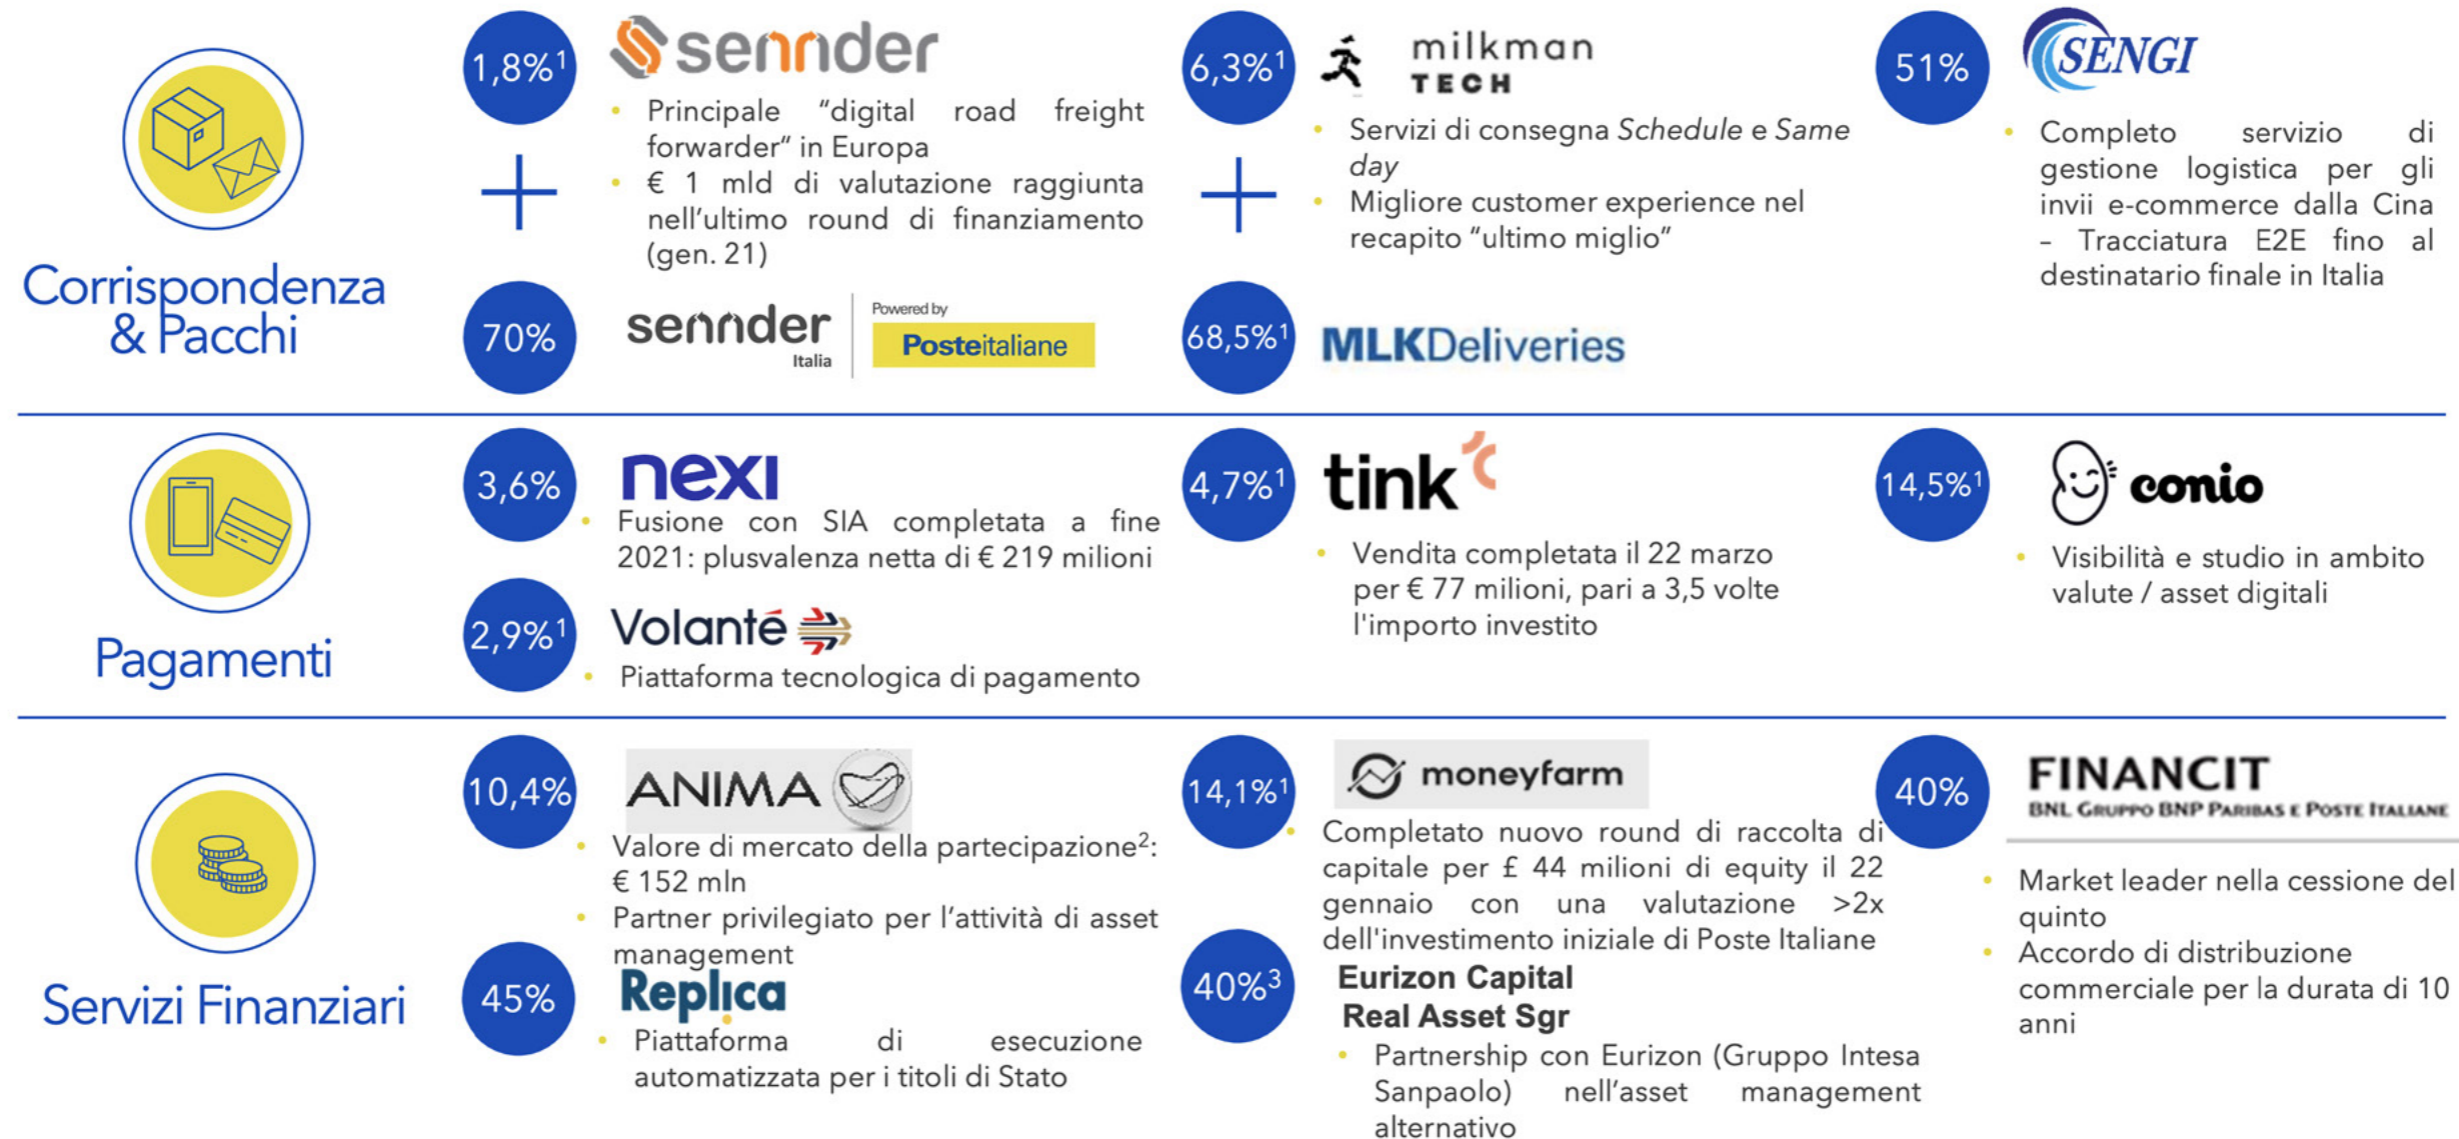 Corrispondenza
& Pacchi
1,8%¹
sennder
• Principale "digital road freight
forwarder" in Europa
• € 1 mld di valutazione raggiunta
nell'ultimo round di finanziamento
(gen. 21)
70%
sennder
Italia
Powered by
Posteitaliane
6,3%¹
milkman
TECH
• Servizi di consegna Schedule e Same
day
• Migliore customer experience nel
recapito "ultimo miglio"
68,5%¹
MLKDeliveries
51%
SENGI
• Completo servizio di
gestione logistica per gli
invii e-commerce dalla Cina
– Tracciatura E2E fino al
destinatario finale in Italia
Pagamenti
3,6%
nexi
• Fusione con SIA completata a fine
2021: plusvalenza netta di € 219 milioni
2,9%¹
Volanté
• Piattaforma tecnologica di pagamento
4,7%¹
tink
• Vendita completata il 22 marzo
per € 77 milioni, pari a 3,5 volte
l'importo investito
14,5%¹
conio
• Visibilità e studio in ambito
valute / asset digitali
Servizi Finanziari
10,4%
ANIMA
• Valore di mercato della partecipazione²:
€ 152 mln
• Partner privilegiato per l'attività di asset
management
45%
Replica
• Piattaforma di esecuzione
automatizzata per i titoli di Stato
14,1%¹
moneyfarm
• Completato nuovo round di raccolta di
capitale per £ 44 milioni di equity il 22
gennaio con una valutazione >2x
dell'investimento iniziale di Poste Italiane
40%³
Eurizon Capital
Real Asset Sgr
• Partnership con Eurizon (Gruppo Intesa
Sanpaolo) nell'asset management
alternativo
40%
FINANCIT
BNL GRUPPO BNP PARIBAS E POSTE ITALIANE
• Market leader nella cessione del
quinto
• Accordo di distribuzione
commerciale per la durata di 10
anni